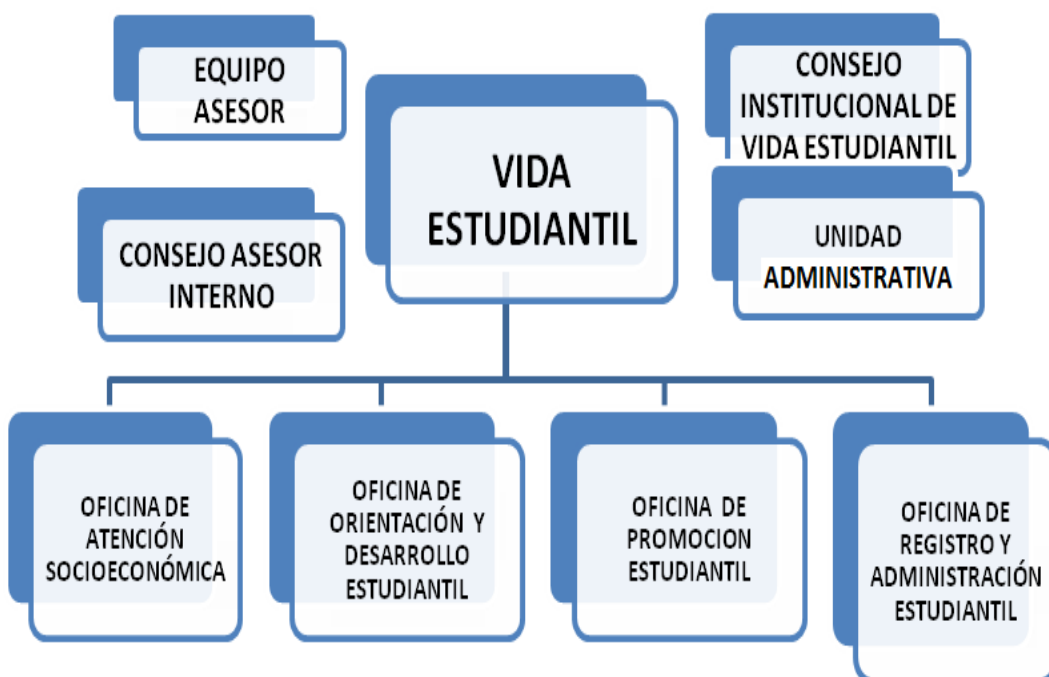 EQUIPO
ASESOR
CONSEJO
INSTITUCIONAL DE
VIDA ESTUDIANTIL
VIDA
ESTUDIANTIL
CONSEJO ASESOR
INTERNO
UNIDAD
ADMINISTRATIVA
OFICINA DE
ATENCIÓN
SOCIOECONÓMICA
OFICINA DE
ORIENTACIÓN Y
DESARROLLO
ESTUDIANTIL
OFICINA DE
PROMOCION
ESTUDIANTIL
OFICINA DE
REGISTRO Y
ADMINISTRACIÓN
ESTUDIANTIL